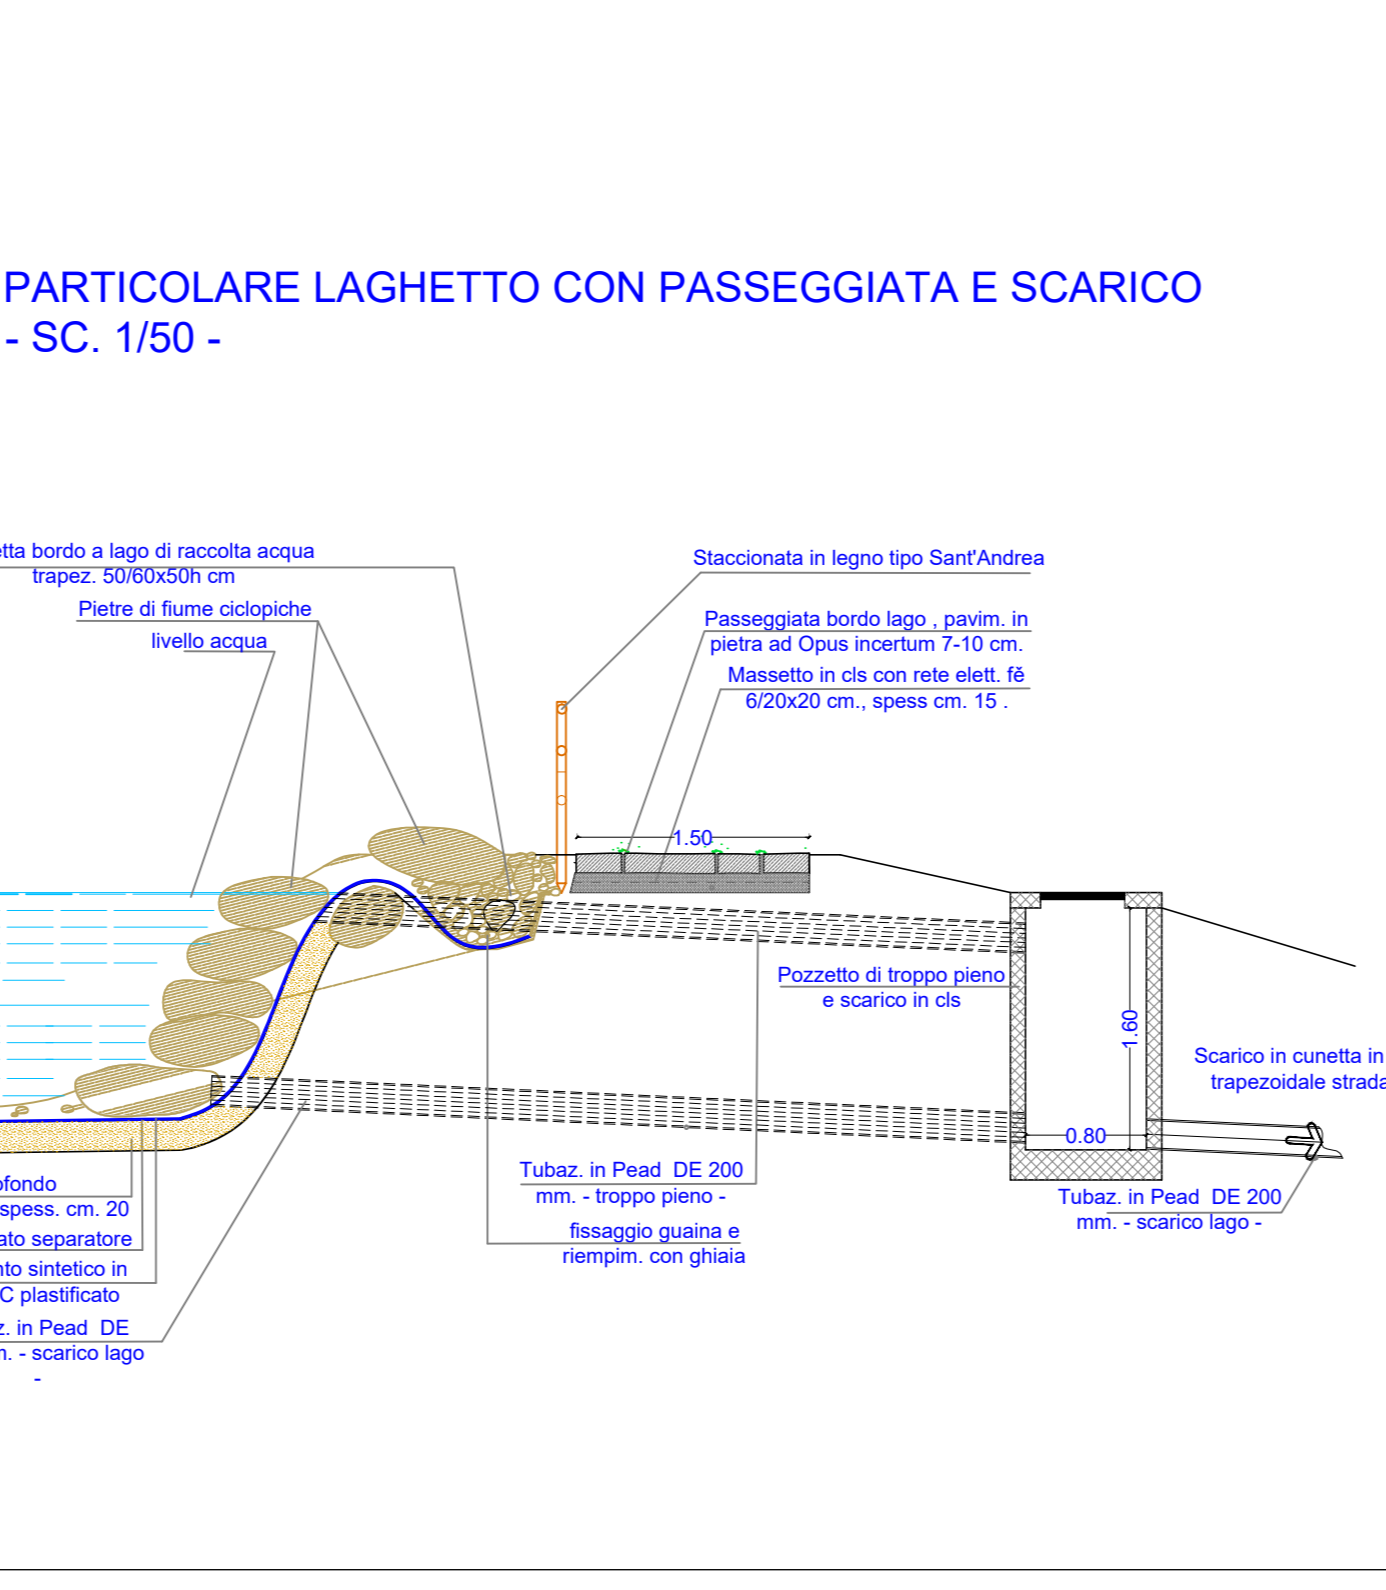 PARTICOLARE LAGHETTO CON PASSEGGIATA E SCARICO
- SC. 1/50 -
etta bordo a lago di raccolta acqua
trapez. 50/60x50h cm
Pietre di fiume ciclopiche
livello acqua
Staccionata in legno tipo Sant'Andrea
Passeggiata bordo lago , pavim. in
pietra ad Opus incertum 7-10 cm.
Massetto in cls con rete elett. fě
6/20x20 cm., spess cm. 15 .
1.50
Pozzetto di troppo pieno
e scarico in cls
1.60
0.80
Scarico in cunetta in
trapezoidale strada
Tubaz. in Pead DE 200
mm. - troppo pieno -
fissaggio guaina e
riempim. con ghiaia
Tubaz. in Pead DE 200
mm. - scarico lago -
ofondo
spess. cm. 20
ato separatore
nto sintetico in
C plastificato
z. in Pead DE
m. - scarico lago
-